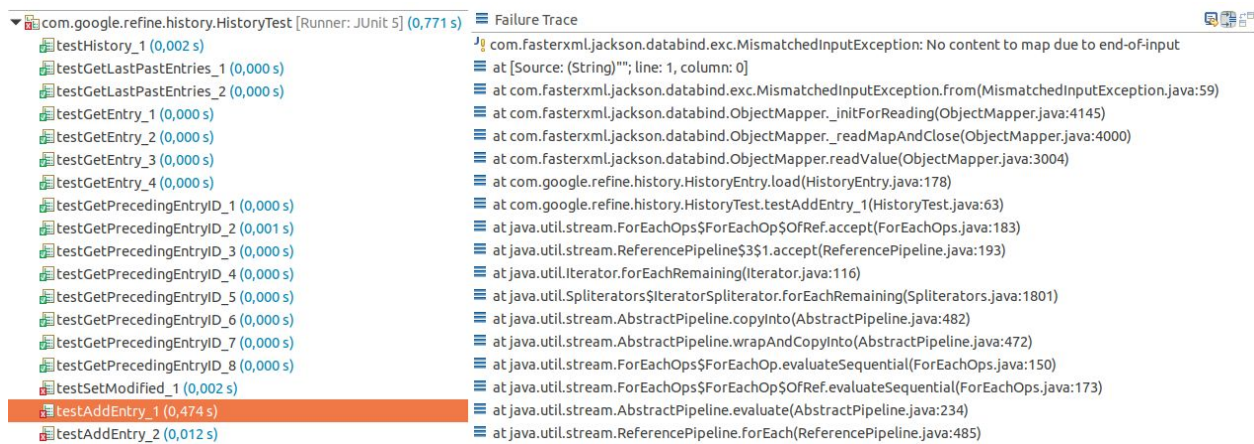 com.google.refine.history.HistoryTest [Runner: JUnit 5] (0,771 s)
testHistory_1 (0,002 s)
testGetLastPastEntries_1 (0,000 s)
testGetLastPastEntries_2 (0,000 s)
testGetEntry_1 (0,000 s)
testGetEntry_2 (0,000 s)
testGetEntry_3 (0,000 s)
testGetEntry_4 (0,000 s)
testGetPrecedingEntryID_1 (0,000 s)
testGetPrecedingEntryID_2 (0,001 s)
testGetPrecedingEntryID_3 (0,000 s)
testGetPrecedingEntryID_4 (0,000 s)
testGetPrecedingEntryID_5 (0,000 s)
testGetPrecedingEntryID_6 (0,000 s)
testGetPrecedingEntryID_7 (0,000 s)
testGetPrecedingEntryID_8 (0,000 s)
testSetModified_1 (0,002 s)
testAddEntry_1 (0,474 s)
testAddEntry_2 (0,012 s)
Failure Trace
com.fasterxml.jackson.databind.exc.MismatchedInputException: No content to map due to end-of-input
at [Source: (String)""; line: 1, column: 0]
at com.fasterxml.jackson.databind.exc.MismatchedInputException.from(MismatchedInputException.java:59)
at com.fasterxml.jackson.databind.ObjectMapper._initForReading(ObjectMapper.java:4145)
at com.fasterxml.jackson.databind.ObjectMapper._readMapAndClose(ObjectMapper.java:4000)
at com.fasterxml.jackson.databind.ObjectMapper.readValue(ObjectMapper.java:3004)
at com.google.refine.history.HistoryEntry.load(HistoryEntry.java:178)
at com.google.refine.history.HistoryTest.testAddEntry_1(HistoryTest.java:63)
at java.util.stream.ForEachOps$ForEachOp$OfRef.accept(ForEachOps.java:183)
at java.util.stream.ReferencePipeline$3$1.accept(ReferencePipeline.java:193)
at java.util.Iterator.forEachRemaining(Iterator.java:116)
at java.util.Spliterators$IteratorSpliterator.forEachRemaining(Spliterators.java:1801)
at java.util.stream.AbstractPipeline.copyInto(AbstractPipeline.java:482)
at java.util.stream.AbstractPipeline.wrapAndCopyInto(AbstractPipeline.java:472)
at java.util.stream.ForEachOps$ForEachOp.evaluateSequential(ForEachOps.java:150)
at java.util.stream.ForEachOps$ForEachOp$OfRef.evaluateSequential(ForEachOps.java:173)
at java.util.stream.AbstractPipeline.evaluate(AbstractPipeline.java:234)
at java.util.stream.ReferencePipeline.forEach(ReferencePipeline.java:485)